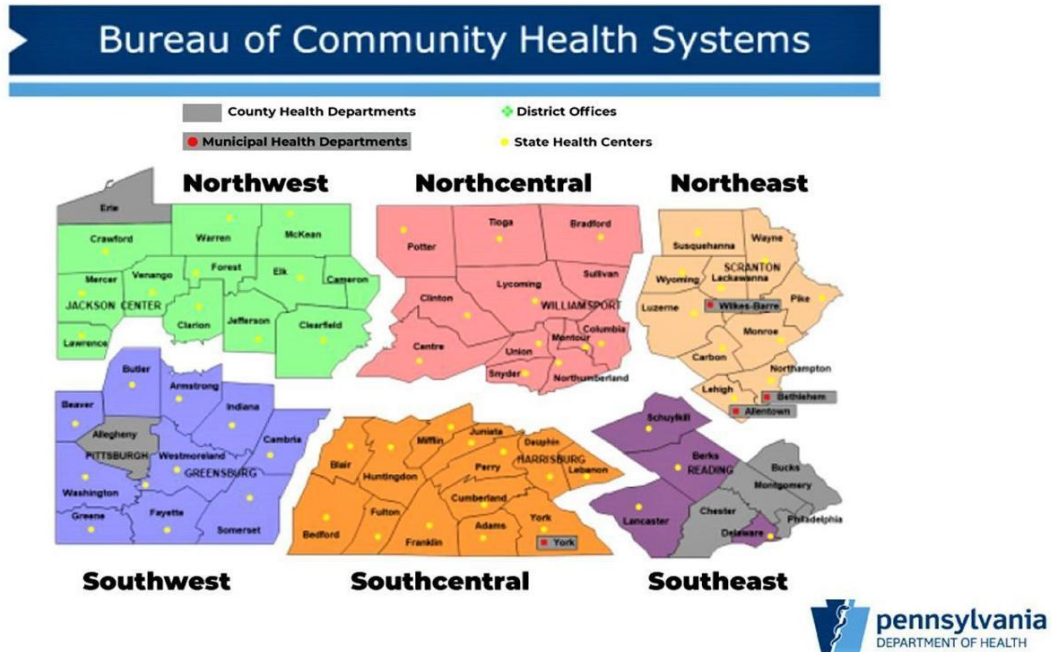 Bureau of Community Health Systems
County Health Departments
District Offices
Municipal Health Departments
State Health Centers
Northwest
Northcentral
Northeast
Erie
Crawford
Warren
McKean
Mercer
Venango
Forest
Elk
Cameron
JACKSON CENTER
Clarion
Jefferson
Clearfield
Lawrence
Potter
Tioga
Bradford
Sullivan
Clinton
Lycoming
WILLIAMSPORT
Centre
Union
Montour
Columbia
Snyder
Northumberland
Susquehanna
Wayne
Wyoming
SCRANTON
Lackawanna
Luzerne
Wilkes-Barre
Pike
Monroe
Carbon
Northampton
Lehigh
Bethlehem
Allentown
Butler
Armstrong
Beaver
Indiana
Allegheny
Cambria
PITTSBURGH
Westmoreland
GREENSBURG
Washington
Greene
Fayette
Somerset
Blair
Huntingdon
Mifflin
Juniata
Dauphin
HARRISBURG
Perry
Lebanon
Cumberland
Bedford
Fulton
Franklin
Adams
York
York
Schuylkill
Berks
READING
Lancaster
Bucks
Montgomery
Chester
Philadelphia
Delaware
Southwest
Southcentral
Southeast
pennsylvania
DEPARTMENT OF HEALTH